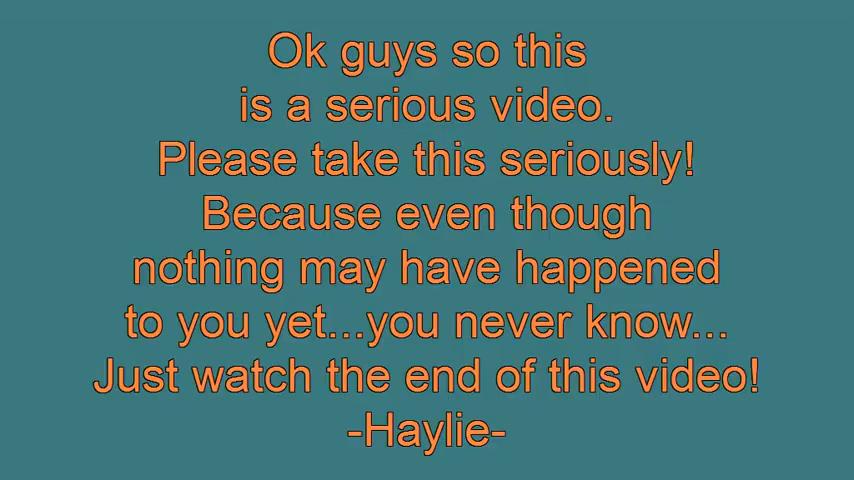 Ok guys so this
is a serious video.
Please take this seriously!
Because even though
nothing may have happened
to you yet...you never know...
Just watch the end of this video!
-Haylie-